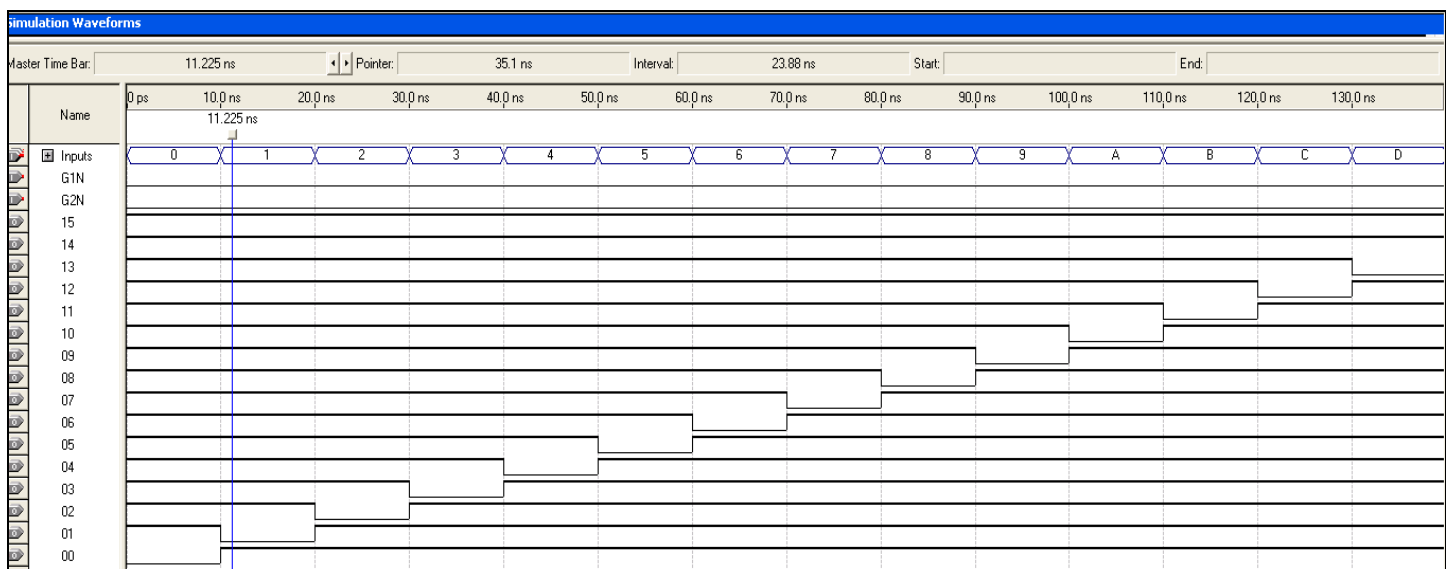 Simulation Waveforms
Master Time Bar: 11.225 ns Pointer: 35.1 ns Interval: 23.88 ns Start: End:
Name
0 ps 10.0 ns 20.0 ns 30.0 ns 40.0 ns 50.0 ns 60.0 ns 70.0 ns 80.0 ns 90.0 ns 100.0 ns 110.0 ns 120.0 ns 130.0 ns
11.225 ns
Inputs 0 1 2 3 4 5 6 7 8 9 A B C D
G1N
G2N
15
14
13
12
11
10
09
08
07
06
05
04
03
02
01
00